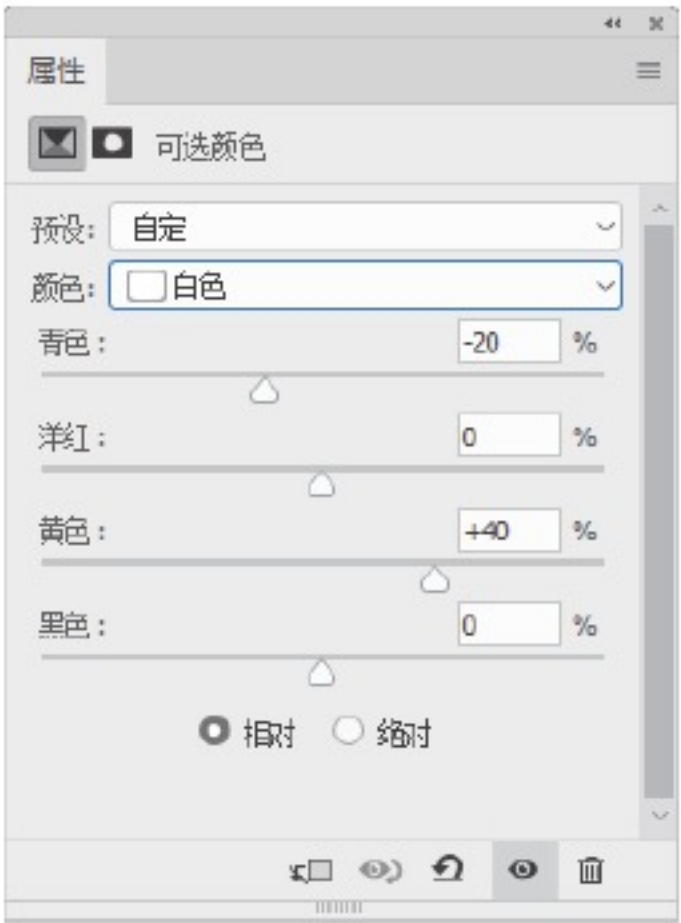 属性
可选颜色
预设: 自定
颜色: 白色
青色: -20 %
洋红: 0 %
黄色: +40 %
黑色: 0 %
相对 绝对